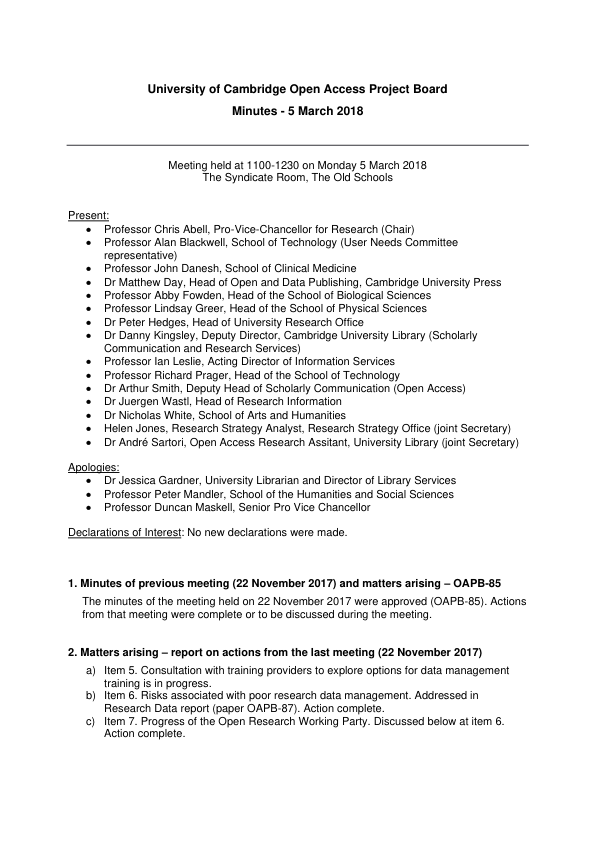 University of Cambridge Open Access Project Board
Minutes - 5 March 2018
Meeting held at 1100-1230 on Monday 5 March 2018
The Syndicate Room, The Old Schools
Present:
• Professor Chris Abell, Pro-Vice-Chancellor for Research (Chair)
• Professor Alan Blackwell, School of Technology (User Needs Committee
representative)
• Professor John Danesh, School of Clinical Medicine
• Dr Matthew Day, Head of Open and Data Publishing, Cambridge University Press
• Professor Abby Fowden, Head of the School of Biological Sciences
• Professor Lindsay Greer, Head of the School of Physical Sciences
• Dr Peter Hedges, Head of University Research Office
• Dr Danny Kingsley, Deputy Director, Cambridge University Library (Scholarly
Communication and Research Services)
• Professor Ian Leslie, Acting Director of Information Services
• Professor Richard Prager, Head of the School of Technology
• Dr Arthur Smith, Deputy Head of Scholarly Communication (Open Access)
• Dr Juergen Wastl, Head of Research Information
• Dr Nicholas White, School of Arts and Humanities
• Helen Jones, Research Strategy Analyst, Research Strategy Office (joint Secretary)
• Dr André Sartori, Open Access Research Assitant, University Library (joint Secretary)
Apologies:
• Dr Jessica Gardner, University Librarian and Director of Library Services
• Professor Peter Mandler, School of the Humanities and Social Sciences
• Professor Duncan Maskell, Senior Pro Vice Chancellor
Declarations of Interest: No new declarations were made.
1. Minutes of previous meeting (22 November 2017) and matters arising – OAPB-85
The minutes of the meeting held on 22 November 2017 were approved (OAPB-85). Actions
from that meeting were complete or to be discussed during the meeting.
2. Matters arising – report on actions from the last meeting (22 November 2017)
a) Item 5. Consultation with training providers to explore options for data management
training is in progress.
b) Item 6. Risks associated with poor research data management. Addressed in
Research Data report (paper OAPB-87). Action complete.
c) Item 7. Progress of the Open Research Working Party. Discussed below at item 6.
Action complete.